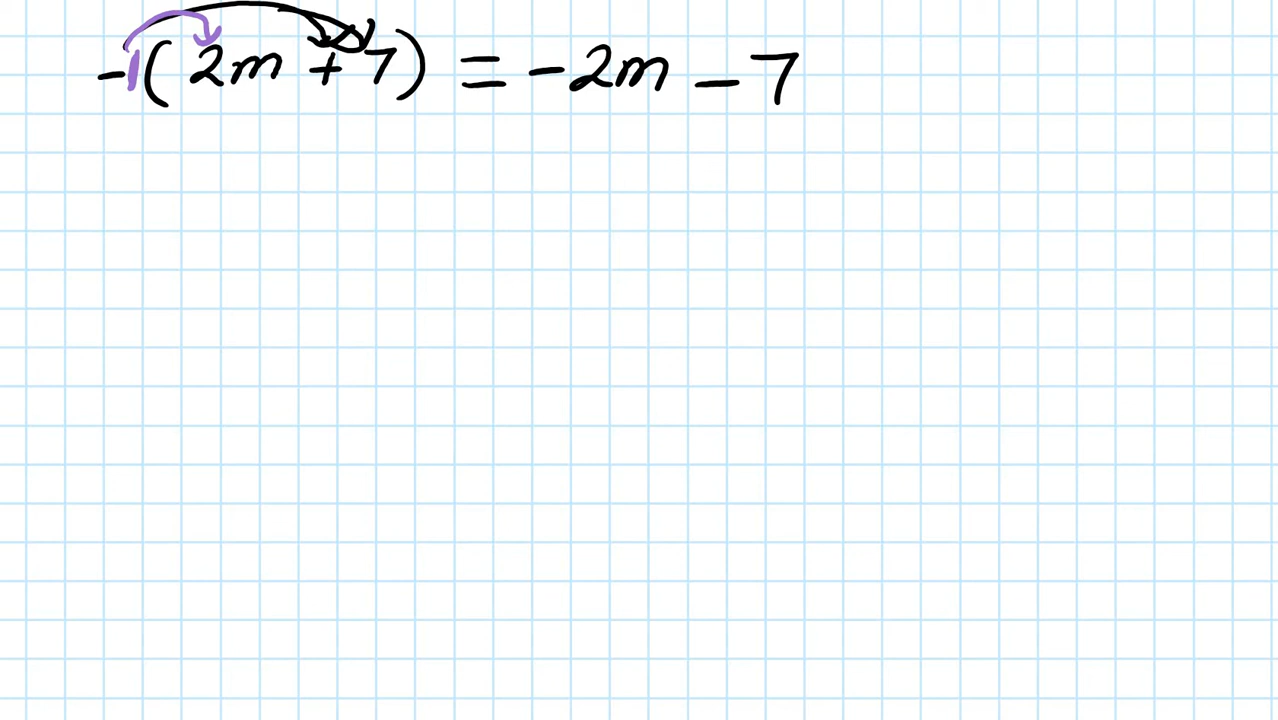 -1(2m + 7) = -2m - 7